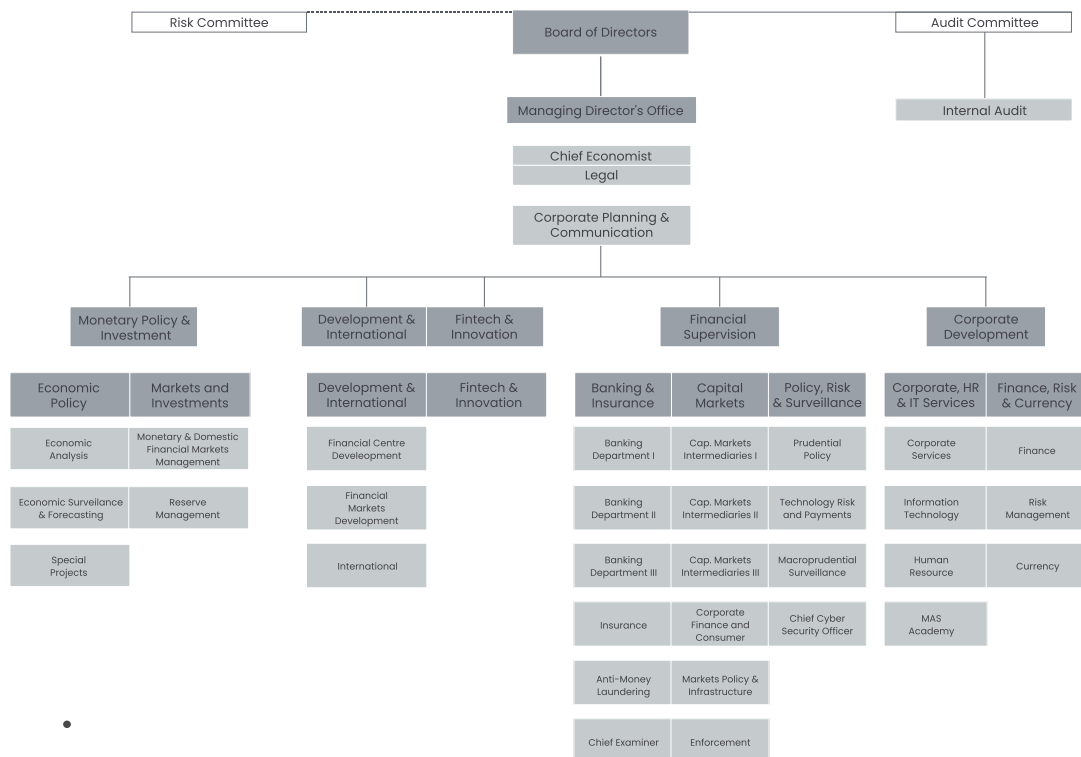 Risk Committee
Board of Directors
Audit Committee
Managing Director's Office
Internal Audit
Chief Economist
Legal
Corporate Planning &
Communication
Monetary Policy &
Investment
Development &
International
Fintech &
Innovation
Financial
Supervision
Corporate
Development
Economic
Policy
Markets and
Investments
Development &
International
Fintech &
Innovation
Banking &
Insurance
Capital
Markets
Policy, Risk
& Surveillance
Corporate, HR
& IT Services
Finance, Risk
& Currency
Economic
Analysis
Monetary & Domestic
Financial Markets
Management
Financial Centre
Develeopment
Banking
Department I
Cap. Markets
Intermediaries I
Prudential
Policy
Corporate
Services
Finance
Economic Surveilance
& Forecasting
Reserve
Management
Financial
Markets
Development
Banking
Department II
Cap. Markets
Intermediaries II
Technology Risk
and Payments
Information
Technology
Risk
Management
Special
Projects
International
Banking
Department III
Cap. Markets
Intermediaries III
Macroprudential
Surveillance
Human
Resource
Currency
Insurance
Corporate
Finance and
Consumer
Chief Cyber
Security Officer
MAS
Academy
Anti-Money
Laundering
Markets Policy &
Infrastructure
Chief Examiner
Enforcement